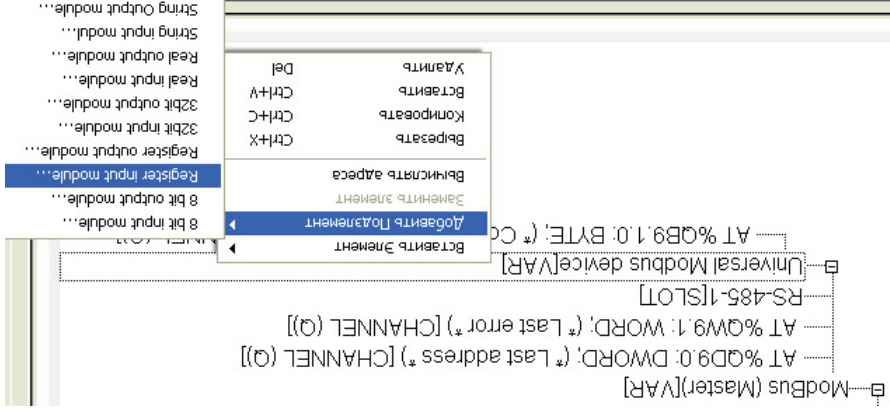 ModBus (Master)[VAR]
AT %QD9.0: DWORD; (* Last address *) [CHANNEL (Q)]
AT %QW9.1: WORD; (* Last error *) [CHANNEL (Q)]
RS-485-1[SLOT]
Universal Modbus device[VAR]
AT %QB9.1.0: BYTE; (* Co
Вставить Элемент
Добавить Подэлемент
Заменить элемент
Вычислять адреса
Вырезать Ctrl+X
Копировать Ctrl+C
Вставить Ctrl+V
Удалить Del
8 bit input module...
8 bit output module...
Register input module...
Register output module...
32bit input module...
32bit output module...
Real input module...
Real output module...
String input modul...
String Output module...